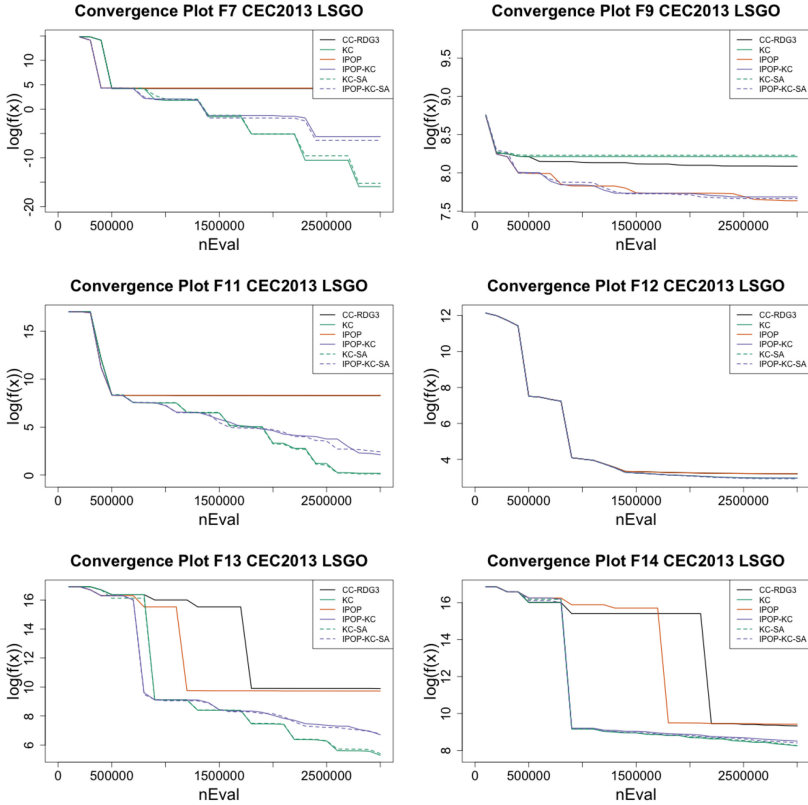 Convergence Plot F7 CEC2013 LSGO
CC-RDG3
KC
IPOP
IPOP-KC
KC-SA
IPOP-KC-SA
log(f(x))
5
0
-10
-20
0 500000 1500000 2500000
nEval
Convergence Plot F9 CEC2013 LSGO
CC-RDG3
KC
IPOP
IPOP-KC
KC-SA
IPOP-KC-SA
log(f(x))
9.5
9.0
8.5
8.0
7.5
0 500000 1500000 2500000
nEval
Convergence Plot F11 CEC2013 LSGO
CC-RDG3
KC
IPOP
IPOP-KC
KC-SA
IPOP-KC-SA
log(f(x))
15
10
5
0
0 500000 1500000 2500000
nEval
Convergence Plot F12 CEC2013 LSGO
CC-RDG3
KC
IPOP
IPOP-KC
KC-SA
IPOP-KC-SA
log(f(x))
12
10
8
6
4
0 500000 1500000 2500000
nEval
Convergence Plot F13 CEC2013 LSGO
CC-RDG3
KC
IPOP
IPOP-KC
KC-SA
IPOP-KC-SA
log(f(x))
16
14
12
10
8
6
0 500000 1500000 2500000
nEval
Convergence Plot F14 CEC2013 LSGO
CC-RDG3
KC
IPOP
IPOP-KC
KC-SA
IPOP-KC-SA
log(f(x))
16
14
12
10
8
0 500000 1500000 2500000
nEval